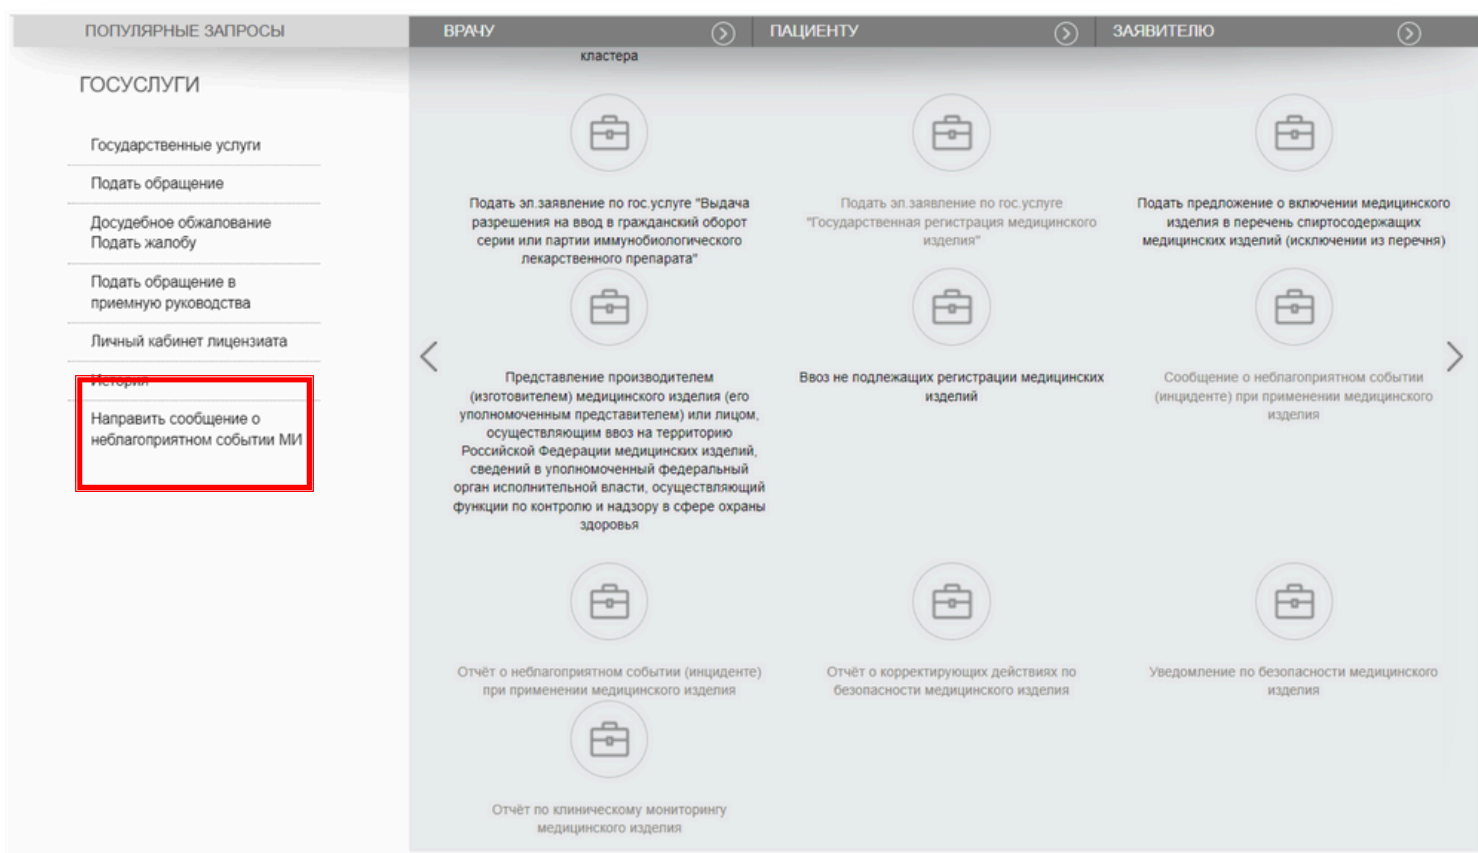 ПОПУЛЯРНЫЕ ЗАПРОСЫ
ВРАЧУ
ПАЦИЕНТУ
ЗАЯВИТЕЛЮ
ГОСУСЛУГИ
Государственные услуги
Подать обращение
Досудебное обжалование
Подать жалобу
Подать обращение в
приемную руководства
Личный кабинет лицензиата
История
Направить сообщение о
неблагоприятном событии МИ
кластера
Подать эл.заявление по гос.услуге "Выдача
разрешения на ввод в гражданский оборот
серии или партии иммунобиологического
лекарственного препарата"
Подать эл.заявление по гос.услуге
"Государственная регистрация медицинского
изделия"
Подать предложение о включении медицинского
изделия в перечень спиртосодержащих
медицинских изделий (исключении из перечня)
Представление производителем
(изготовителем) медицинского изделия (его
уполномоченным представителем) или лицом,
осуществляющим ввоз на территорию
Российской Федерации медицинских изделий,
сведений в уполномоченный федеральный
орган исполнительной власти, осуществляющий
функции по контролю и надзору в сфере охраны
здоровья
Ввоз не подлежащих регистрации медицинских
изделий
Сообщение о неблагоприятном событии
(инциденте) при применении медицинского
изделия
Отчёт о неблагоприятном событии (инциденте)
при применении медицинского изделия
Отчёт о корректирующих действиях по
безопасности медицинского изделия
Уведомление по безопасности медицинского
изделия
Отчёт по клиническому мониторингу
медицинского изделия